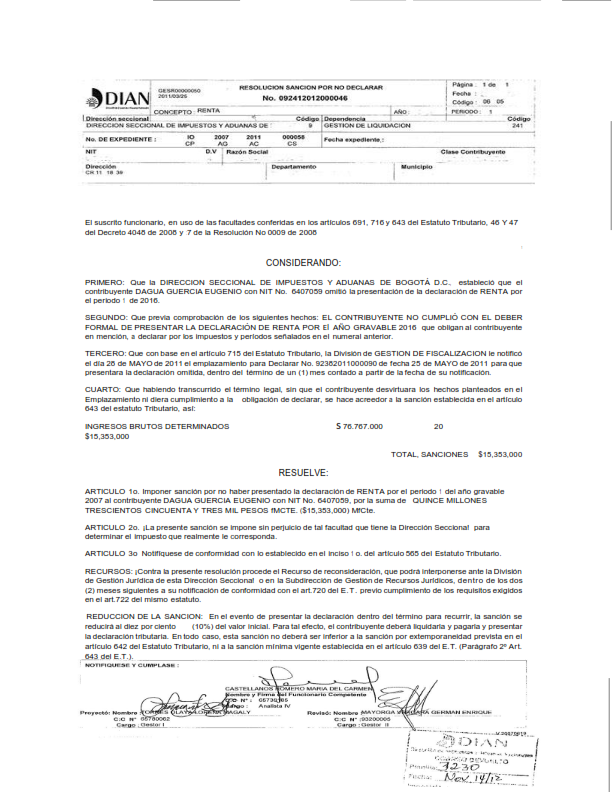 DIAN
GESR00000050
2011/03/25
RESOLUCION SANCION POR NO DECLARAR
No. 092412012000046
Página : 1 de 1
Fecha :
Código : 06 05
CONCEPTO : RENTA
AÑO :
PERIODO : 1
Dirección seccional
Código
Dependencia
Código
DIRECCION SECCIONAL DE IMPUESTOS Y ADUANAS DE
9
GESTION DE LIQUIDACION
241
No. DE EXPEDIENTE :
IO 2007 2011 000058
CP AG AC CS
Fecha expediente :
NIT
D.V
Razón Social
Clase Contribuyente
Dirección
Departamento
Municipio
CR 11 18 39
El suscrito funcionario, en uso de las facultades conferidas en los artículos 691, 716 y 643 del Estatuto Tributario, 46 Y 47
del Decreto 4048 de 2008 y 7 de la Resolución No 0009 de 2008
CONSIDERANDO:
PRIMERO: Que la DIRECCION SECCIONAL DE IMPUESTOS Y ADUANAS DE BOGOTÁ D.C., estableció que el
contribuyente DAGUA GUERCIA EUGENIO con NIT No. 6407059 omitió la presentación de la declaración de RENTA por
el periodo ! de 2016.
SEGUNDO: Que previa comprobación de los siguientes hechos: EL CONTRIBUYENTE NO CUMPLIÓ CON EL DEBER
FORMAL DE PRESENTAR LA DECLARACIÓN DE RENTA POR El AÑO GRAVABLE 2016 que obligan al contribuyente
en mención, a declarar por los impuestos y períodos señalados en el numeral anterior.
TERCERO: Que con base en el artículo 715 del Estatuto Tributario, la División de GESTION DE FISCALIZACION le notificó
el día 28 de MAYO de 2011 el emplazamiento para Declarar No. 92382011000090 de fecha 25 de MAYO de 2011 para que
presentara la declaración omitida, dentro del término de un (1) mes contado a partir de la fecha de su notificación.
CUARTO: Que habiendo transcurrido el término legal, sin que el contribuyente desvirtuara los hechos planteados en el
Emplazamiento ni diera cumplimiento a la obligación de declarar, se hace acreedor a la sanción establecida en el artículo
643 del estatuto Tributario, así:
INGRESOS BRUTOS DETERMINADOS $ 76.767.000 20
$15,353,000
TOTAL, SANCIONES $15,353,000
RESUELVE:
ARTICULO 1o. Imponer sanción por no haber presentado la declaración de RENTA por el periodo ! del año gravable
2007 al contribuyente DAGUA GUERCIA EUGENIO con NIT No. 6407059, por la suma de QUINCE MILLONES
TRESCIENTOS CINCUENTA Y TRES MIL PESOS fMCTE. ($15,353,000) MfCte.
ARTICULO 2o. ¡La presente sanción se impone sin perjuicio de tal facultad que tiene la Dirección Seccional para
determinar el impuesto que realmente le corresponda.
ARTICULO 3o Notifíquese de conformidad con lo establecido en el inciso !o. del artículo 565 del Estatuto Tributario.
RECURSOS: ¡Contra la presente resolución procede el Recurso de reconsideración, que podrá interponerse ante la División
de Gestión Jurídica de esta Dirección Seccional o en la Subdirección de Gestión de Recursos Jurídicos, dentro de los dos
(2) meses siguientes a su notificación de conformidad con el art.720 del E.T. previo cumplimiento de los requisitos exigidos
en el art.722 del mismo estatuto.
REDUCCION DE LA SANCION: En el evento de presentar la declaración dentro del término para recurrir, la sanción se
reducirá al diez por ciento (10%) del valor inicial. Para tal efecto, el contribuyente deberá liquidarla y pagarla y presentar
la declaración tributaria. En todo caso, esta sanción no deberá ser inferior a la sanción por extemporaneidad prevista en el
artículo 642 del Estatuto Tributario, ni a la sanción mínima vigente establecida en el artículo 639 del E.T. (Parágrafo 2º Art.
643 del E.T.).
NOTIFIQUESE Y CUMPLASE :
CASTELLANOS ROMERO MARIA DEL CARMEN
Nombre y Firma del Funcionario Competente
C.C N° :
Cargo : Analista IV
Proyectó: Nombre
MAGALY
Revisó: Nombre MAYORGA GERMAN ENRIQUE
C.C N° 65760062
C.C N° :93200006
Cargo : Gestor I
Cargo : Gestor II
DIAN
1230
Fecha: Nov 14/12